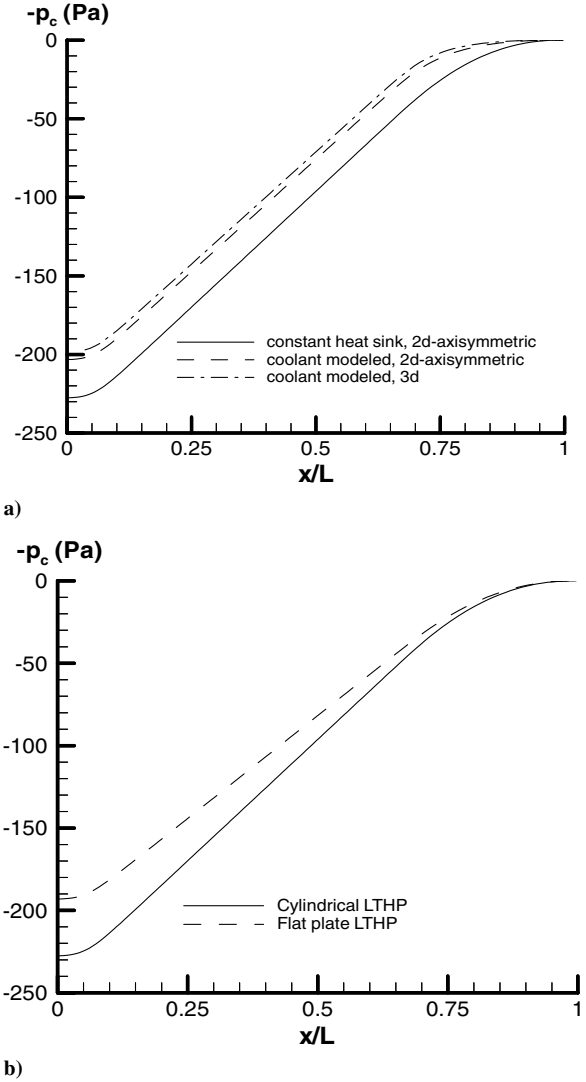 -pc (Pa)
0
-50
-100
-150
-200
-250
constant heat sink, 2d-axisymmetric
coolant modeled, 2d-axisymmetric
coolant modeled, 3d
0 0.25 0.5 0.75 1
x/L
a)
-pc (Pa)
0
-50
-100
-150
-200
-250
Cylindrical LTHP
Flat plate LTHP
0 0.25 0.5 0.75 1
x/L
b)